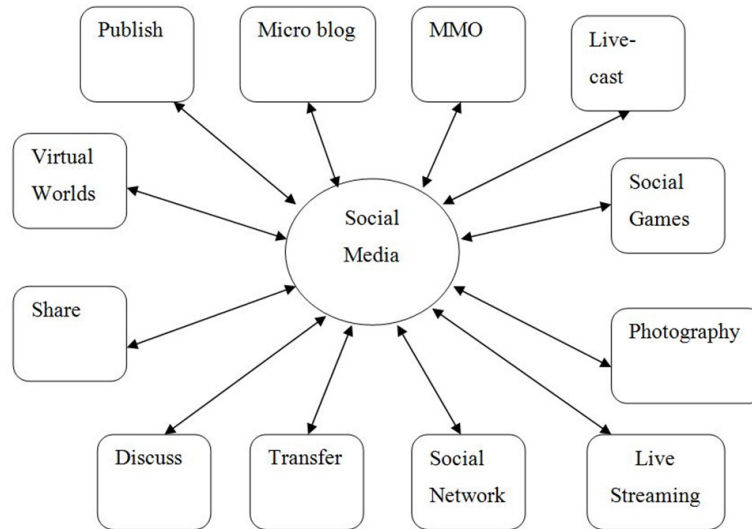 Publish
Micro blog
MMO
Live-
cast
Virtual
Worlds
Social
Media
Social
Games
Share
Photography
Discuss
Transfer
Social
Network
Live
Streaming